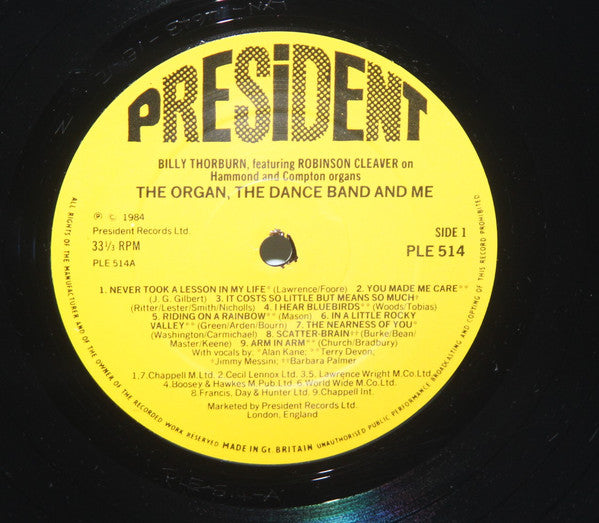 PRESIDENT
BILLY THORBURN, featuring ROBINSON CLEAVER on
Hammond and Compton organs
THE ORGAN, THE DANCE BAND AND ME
℗ © 1984
President Records Ltd.
33⅓ RPM
PLE 514A
SIDE 1
PLE 514
1. NEVER TOOK A LESSON IN MY LIFE* (Lawrence/Foore) 2. YOU MADE ME CARE**
(J. G. Gilbert) 3. IT COSTS SO LITTLE BUT MEANS SO MUCH†
(Ritter/Lester/Smith/Nicholls) 4. I HEAR BLUEBIRDS** (Woods/Tobias)
5. RIDING ON A RAINBOW** (Mason) 6. IN A LITTLE ROCKY
VALLEY** (Green/Arden/Bourn) 7. THE NEARNESS OF YOU*
(Washington/Carmichael) 8. SCATTER-BRAIN†† (Burke/Bean/
Master/Keene) 9. ARM IN ARM** (Church/Bradbury)
With vocals by: *Alan Kane; **Terry Devon;
†Jimmy Messini; ††Barbara Palmer
1,7. Chappell M. Ltd. 2. Cecil Lennox Ltd. 3,5. Lawrence Wright M. Co. Ltd.
4. Boosey & Hawkes M. Pub. Ltd. 6. World Wide M. Co. Ltd.
8. Francis, Day & Hunter Ltd. 9. Chappell Int.
Marketed by President Records Ltd.
London, England
ALL RIGHTS OF THE MANUFACTURER AND OF THE OWNER OF THE RECORDED WORK RESERVED MADE IN Gt. BRITAIN UNAUTHORISED PUBLIC PERFORMANCE BROADCASTING AND COPYING OF THIS RECORD PROHIBITED